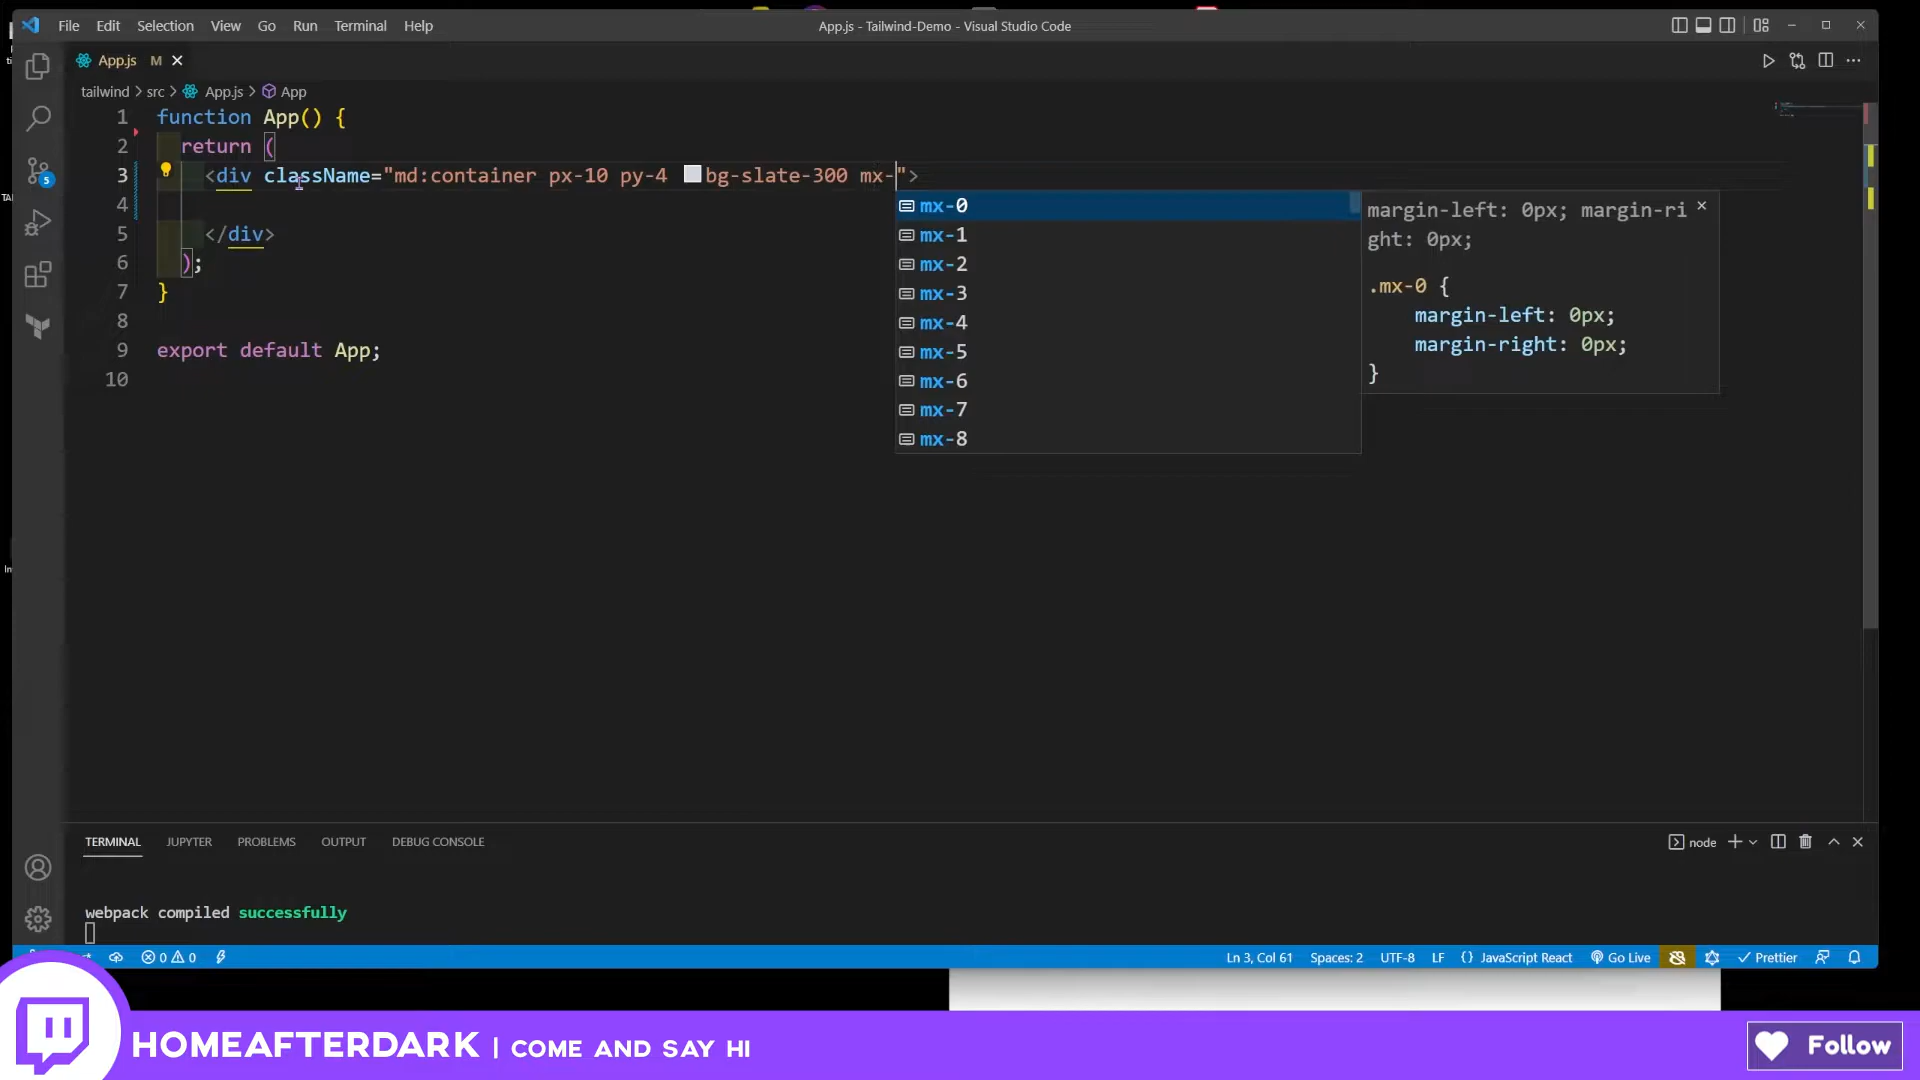 File Edit Selection View Go Run Terminal Help
App.js - Tailwind-Demo - Visual Studio Code
App.js M
tailwind > src > App.js > App
1 function App() {
2 return (
3 <div className="md:container px-10 py-4 bg-slate-300 mx-">
4
5 </div>
6 );
7 }
8
9 export default App;
10
mx-0
mx-1
mx-2
mx-3
mx-4
mx-5
mx-6
mx-7
mx-8
margin-left: 0px; margin-ri
ght: 0px;
.mx-0 {
margin-left: 0px;
margin-right: 0px;
}
5
TERMINAL JUPYTER PROBLEMS OUTPUT DEBUG CONSOLE
node
webpack compiled successfully
0 0
Ln 3, Col 61 Spaces: 2 UTF-8 LF {} JavaScript React Go Live Prettier
HOMEAFTERDARK | COME AND SAY HI
Follow